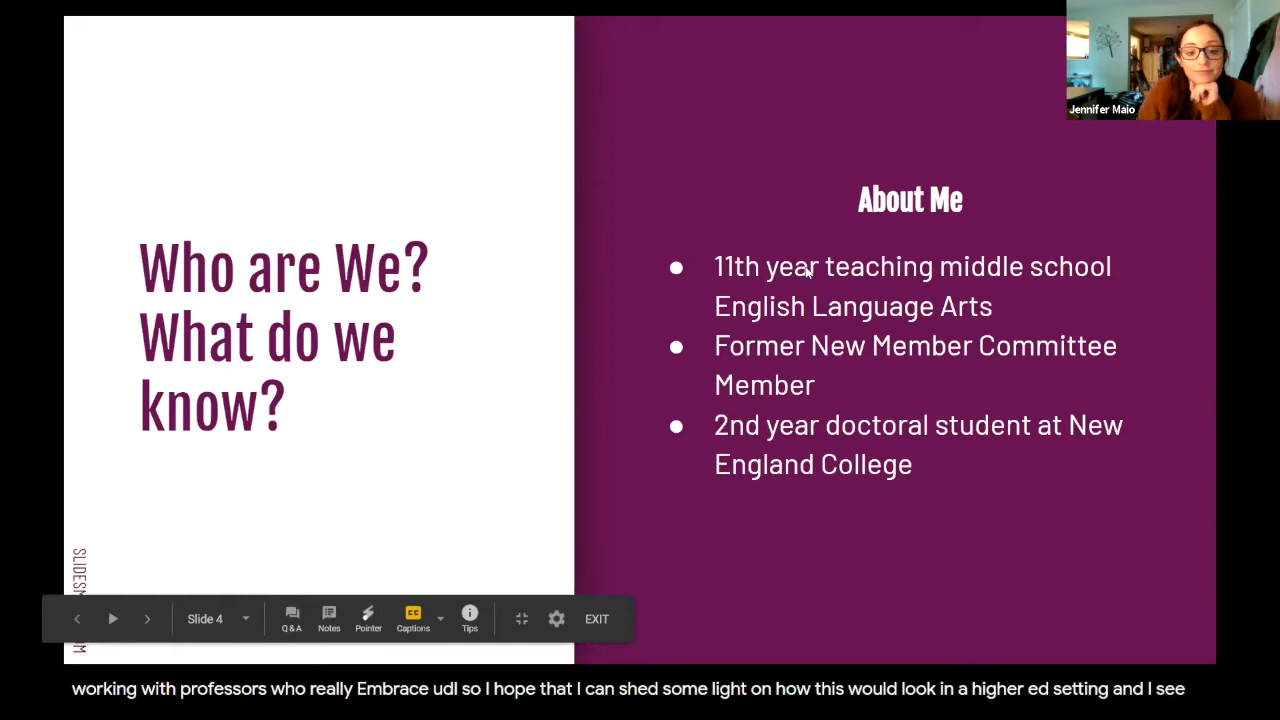 Jennifer Maio
Who are We?
What do we
know?
About Me
● 11th year teaching middle school
English Language Arts
● Former New Member Committee
Member
● 2nd year doctoral student at New
England College
Slide 4
Q & A
Notes
Pointer
CC
Captions
Tips
EXIT
working with professors who really Embrace udl so I hope that I can shed some light on how this would look in a higher ed setting and I see